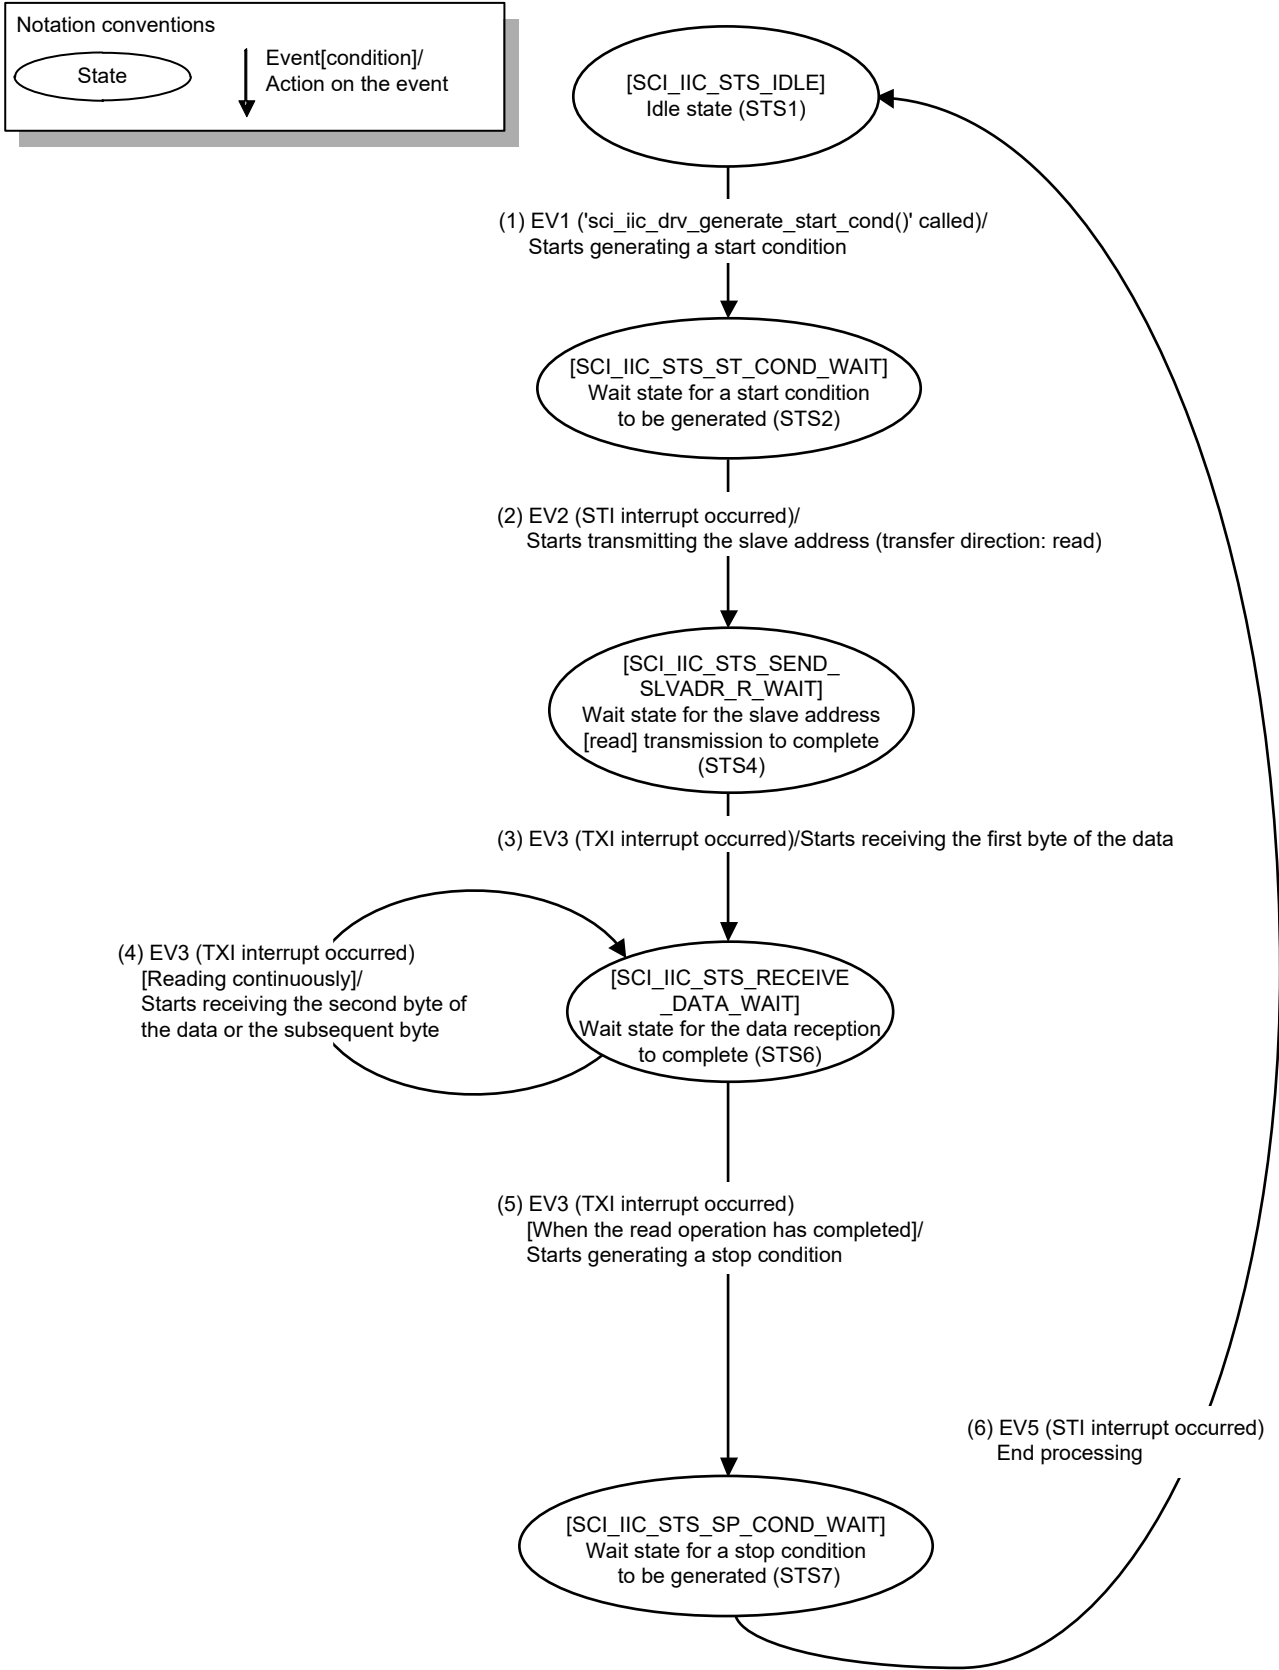 Notation conventions
State
Event[condition]/
Action on the event
[SCI_IIC_STS_IDLE]
Idle state (STS1)
(1) EV1 ('sci_iic_drv_generate_start_cond()' called)/
Starts generating a start condition
[SCI_IIC_STS_ST_COND_WAIT]
Wait state for a start condition
to be generated (STS2)
(2) EV2 (STI interrupt occurred)/
Starts transmitting the slave address (transfer direction: read)
[SCI_IIC_STS_SEND_
SLVADR_R_WAIT]
Wait state for the slave address
[read] transmission to complete
(STS4)
(3) EV3 (TXI interrupt occurred)/Starts receiving the first byte of the data
(4) EV3 (TXI interrupt occurred)
[Reading continuously]/
Starts receiving the second byte of
the data or the subsequent byte
[SCI_IIC_STS_RECEIVE
_DATA_WAIT]
Wait state for the data reception
to complete (STS6)
(5) EV3 (TXI interrupt occurred)
[When the read operation has completed]/
Starts generating a stop condition
(6) EV5 (STI interrupt occurred)
End processing
[SCI_IIC_STS_SP_COND_WAIT]
Wait state for a stop condition
to be generated (STS7)